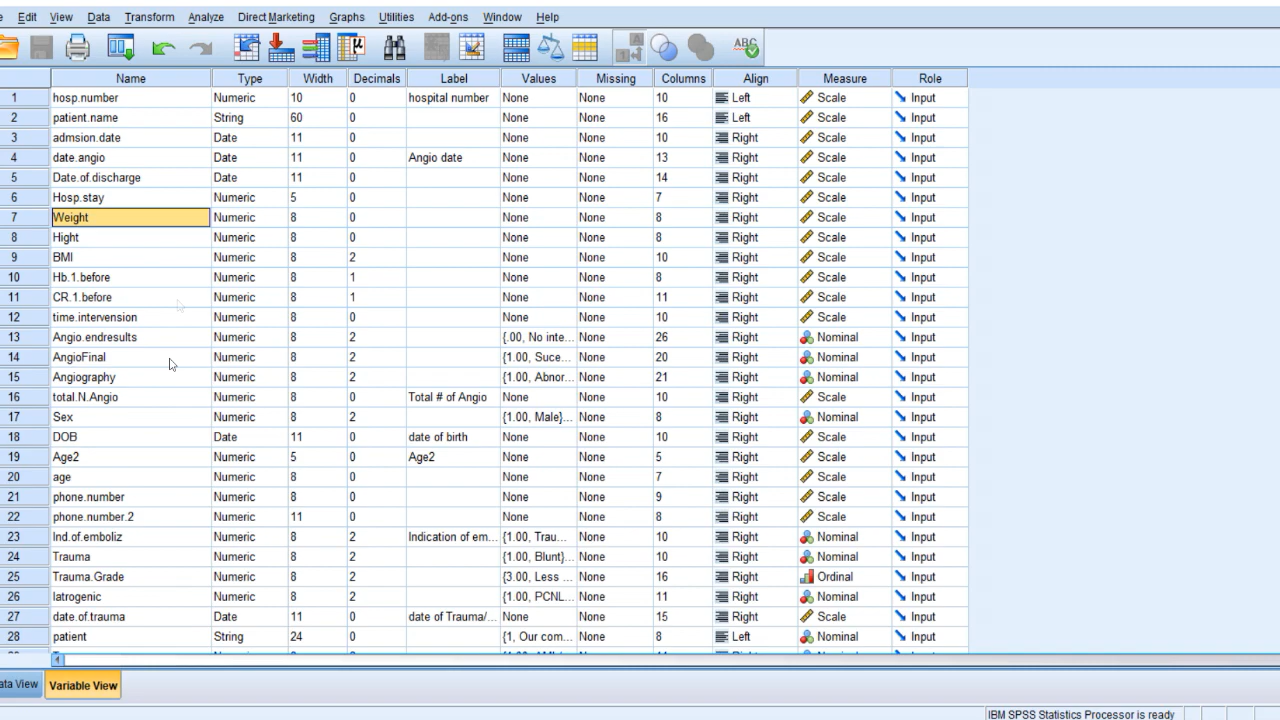 Edit View Data Transform Analyze Direct Marketing Graphs Utilities Add-ons Window Help
Name Type Width Decimals Label Values Missing Columns Align Measure Role
1 hosp.number Numeric 10 0 hospital number None None 10 Left Scale Input
2 patient.name String 60 0 None None 16 Left Scale Input
3 admsion.date Date 11 0 None None 10 Right Scale Input
4 date.angio Date 11 0 Angio date None None 13 Right Scale Input
5 Date.of.discharge Date 11 0 None None 14 Right Scale Input
6 Hosp.stay Numeric 5 0 None None 7 Right Scale Input
7 Weight Numeric 8 0 None None 8 Right Scale Input
8 Hight Numeric 8 0 None None 8 Right Scale Input
9 BMI Numeric 8 2 None None 10 Right Scale Input
10 Hb.1.before Numeric 8 1 None None 8 Right Scale Input
11 CR.1.before Numeric 8 1 None None 11 Right Scale Input
12 time.intervension Numeric 8 0 None None 10 Right Scale Input
13 Angio.endresults Numeric 8 2 {.00, No inte... None 26 Right Nominal Input
14 AngioFinal Numeric 8 2 {1.00, Suce... None 20 Right Nominal Input
15 Angiography Numeric 8 2 {1.00, Abnor... None 21 Right Nominal Input
16 total.N.Angio Numeric 8 0 Total # of Angio None None 10 Right Scale Input
17 Sex Numeric 8 2 {1.00, Male}... None 8 Right Nominal Input
18 DOB Date 11 0 date of birth None None 10 Right Scale Input
19 Age2 Numeric 5 0 Age2 None None 5 Right Scale Input
20 age Numeric 8 0 None None 7 Right Scale Input
21 phone.number Numeric 8 0 None None 9 Right Scale Input
22 phone.number.2 Numeric 11 0 None None 8 Right Scale Input
23 Ind.of.emboliz Numeric 8 2 Indication of em... {1.00, Trau... None 10 Right Nominal Input
24 Trauma Numeric 8 2 {1.00, Blunt}... None 10 Right Nominal Input
25 Trauma.Grade Numeric 8 2 {3.00, Less ... None 16 Right Ordinal Input
26 Iatrogenic Numeric 8 2 {1.00, PCNL... None 11 Right Nominal Input
27 date.of.trauma Date 11 0 date of Trauma/... None None 15 Right Scale Input
28 patient String 24 0 {1, Our com... None 8 Left Nominal Input
ata View Variable View
IBM SPSS Statistics Processor is ready